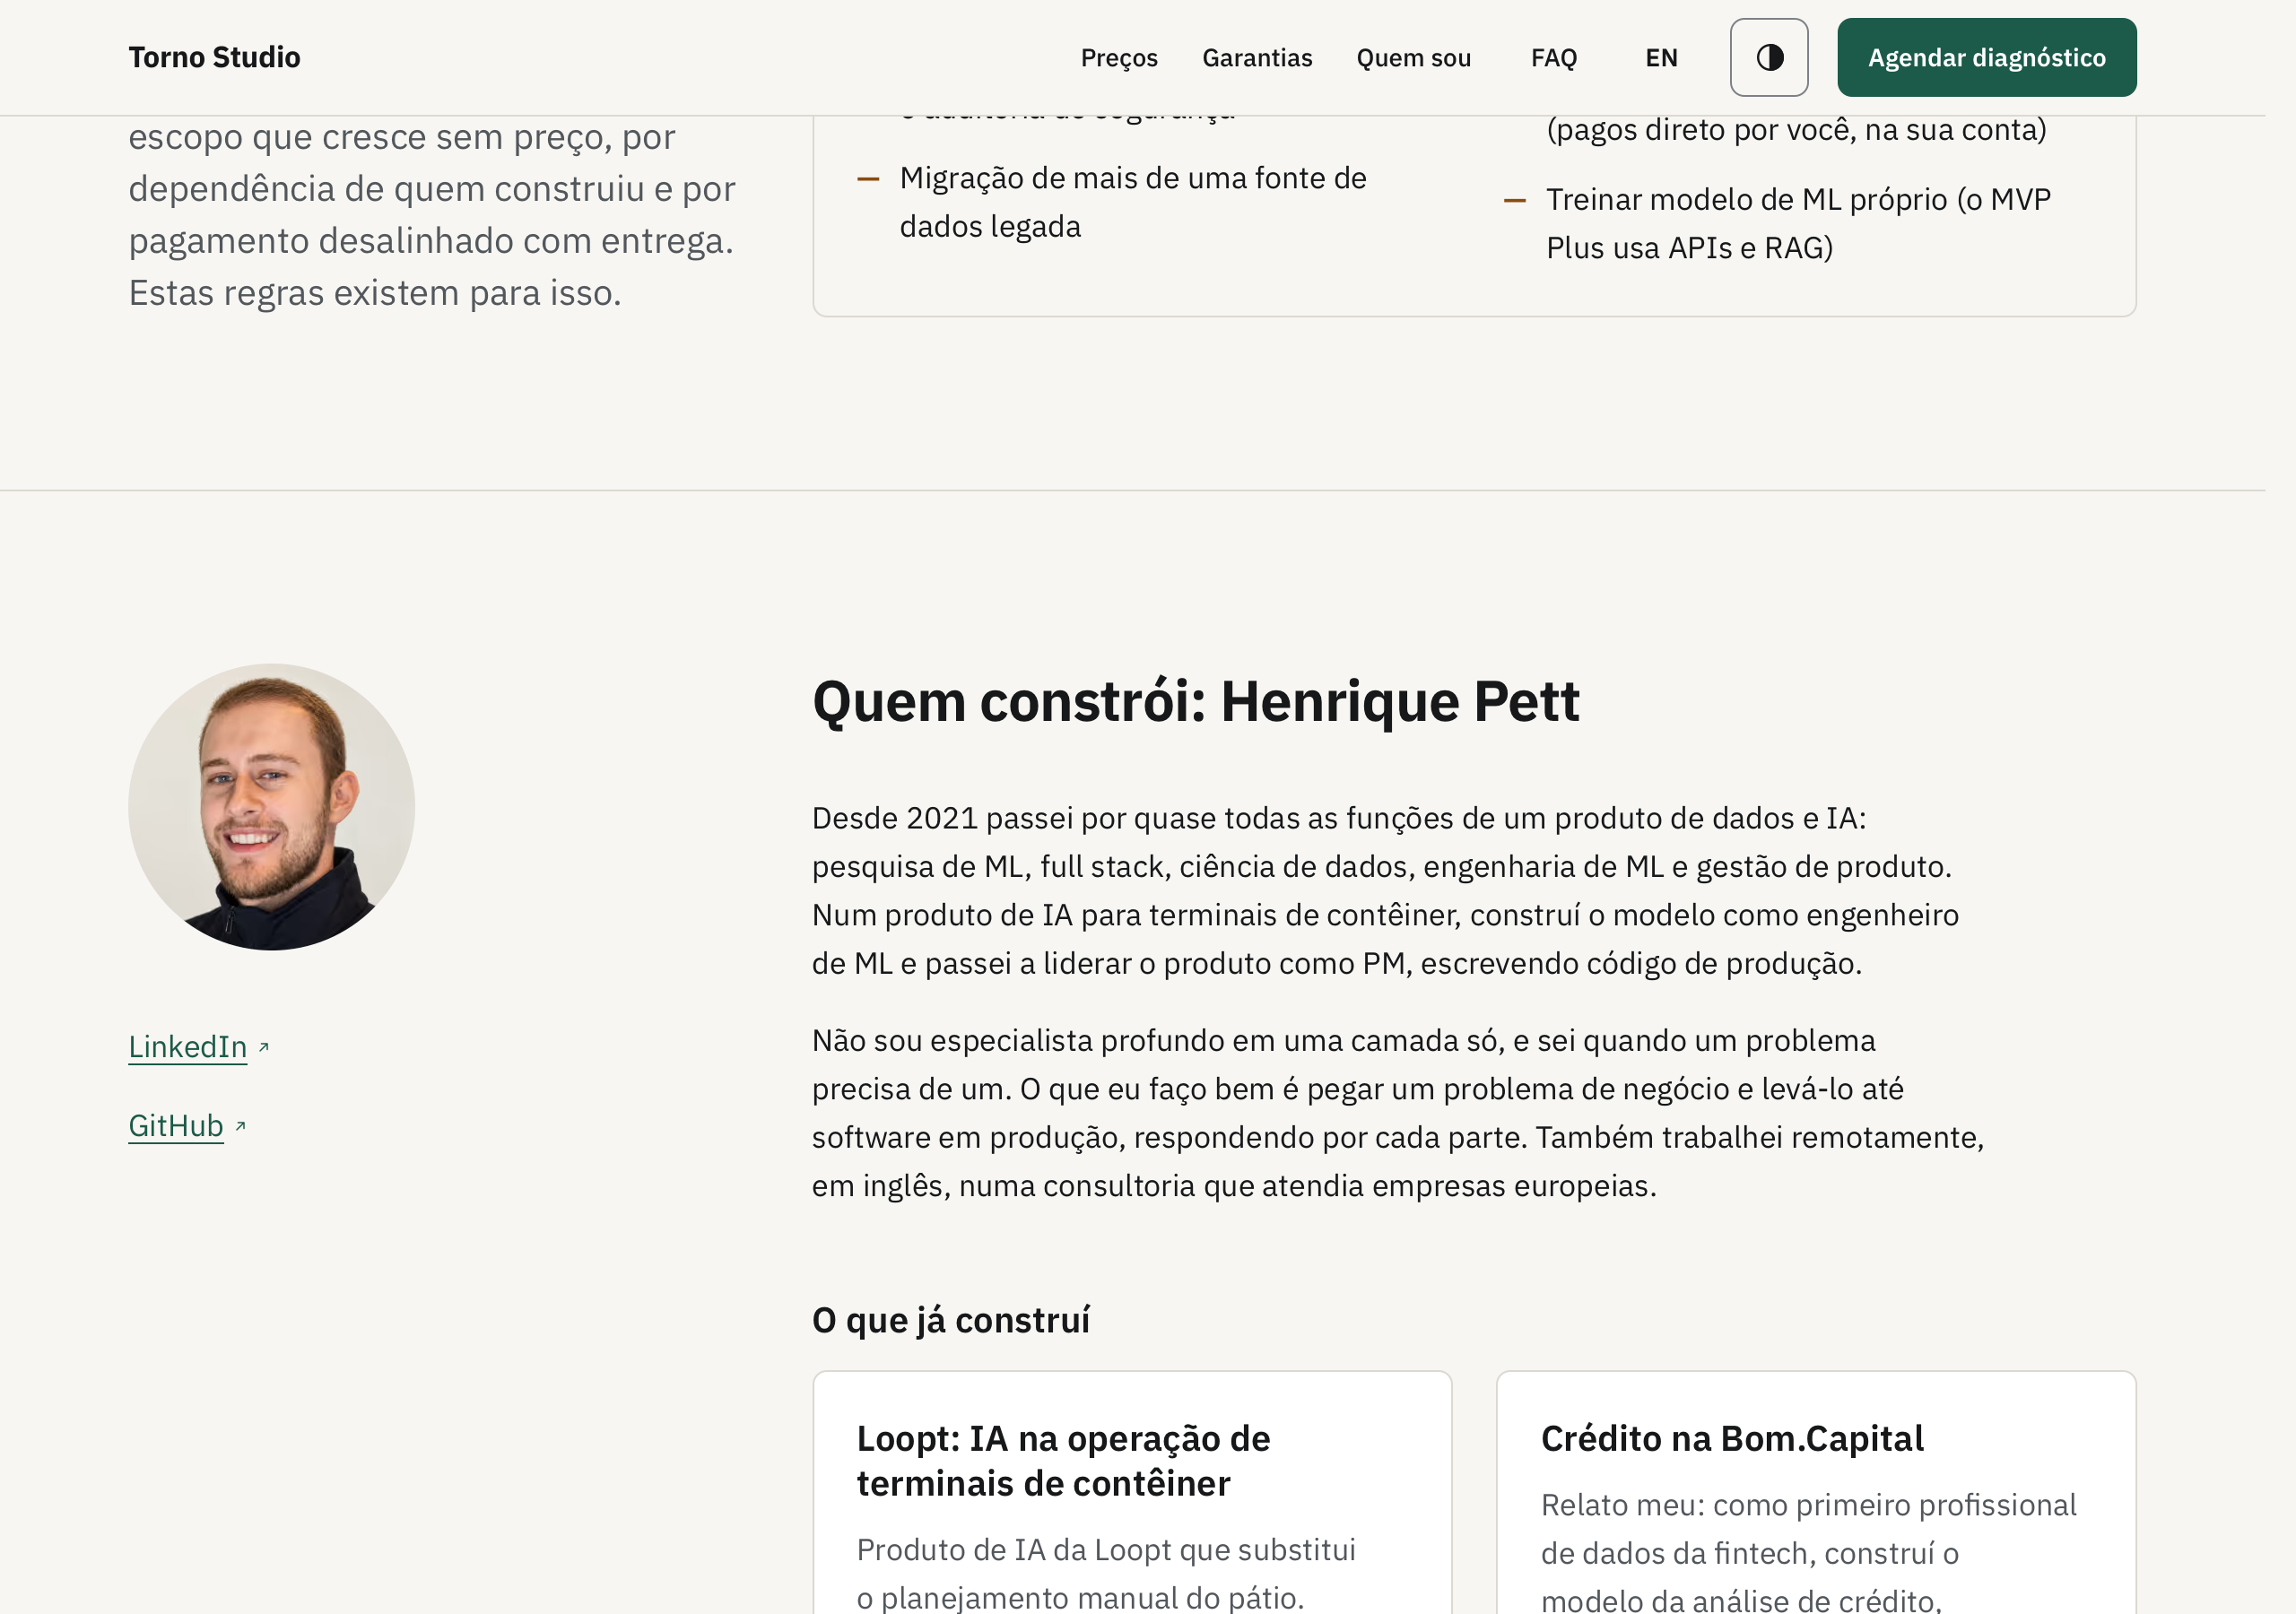 Torno Studio
Preços
Garantias
Quem sou
FAQ
EN
Agendar diagnóstico
escopo que cresce sem preço, por
dependência de quem construiu e por
pagamento desalinhado com entrega.
Estas regras existem para isso.
Migração de mais de uma fonte de
dados legada
(pagos direto por você, na sua conta)
— Treinar modelo de ML próprio (o MVP
Plus usa APIs e RAG)
LinkedIn ↗
GitHub ↗
Quem constrói: Henrique Pett
Desde 2021 passei por quase todas as funções de um produto de dados e IA:
pesquisa de ML, full stack, ciência de dados, engenharia de ML e gestão de produto.
Num produto de IA para terminais de contêiner, construí o modelo como engenheiro
de ML e passei a liderar o produto como PM, escrevendo código de produção.
Não sou especialista profundo em uma camada só, e sei quando um problema
precisa de um. O que eu faço bem é pegar um problema de negócio e levá-lo até
software em produção, respondendo por cada parte. Também trabalhei remotamente,
em inglês, numa consultoria que atendia empresas europeias.
O que já construí
Loopt: IA na operação de
terminais de contêiner
Produto de IA da Loopt que substitui
o planejamento manual do pátio.
Crédito na Bom.Capital
Relato meu: como primeiro profissional
de dados da fintech, construí o
modelo da análise de crédito,